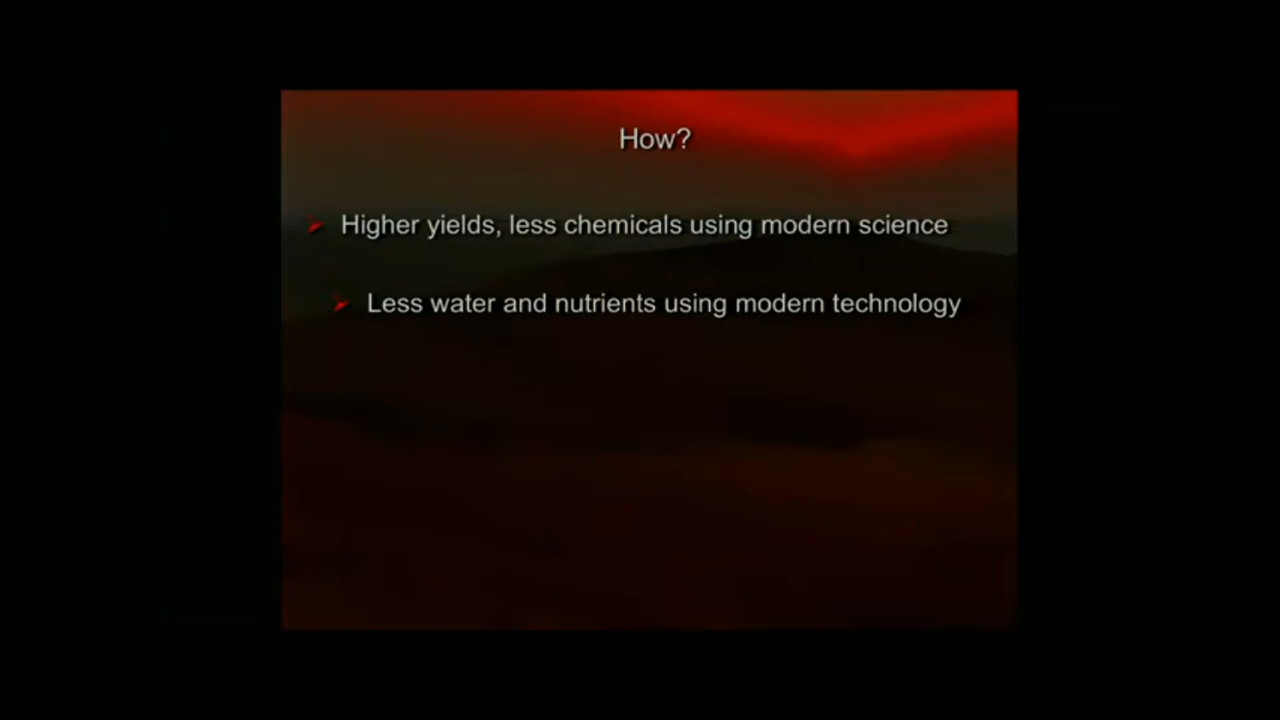 How?
Higher yields, less chemicals using modern science
Less water and nutrients using modern technology